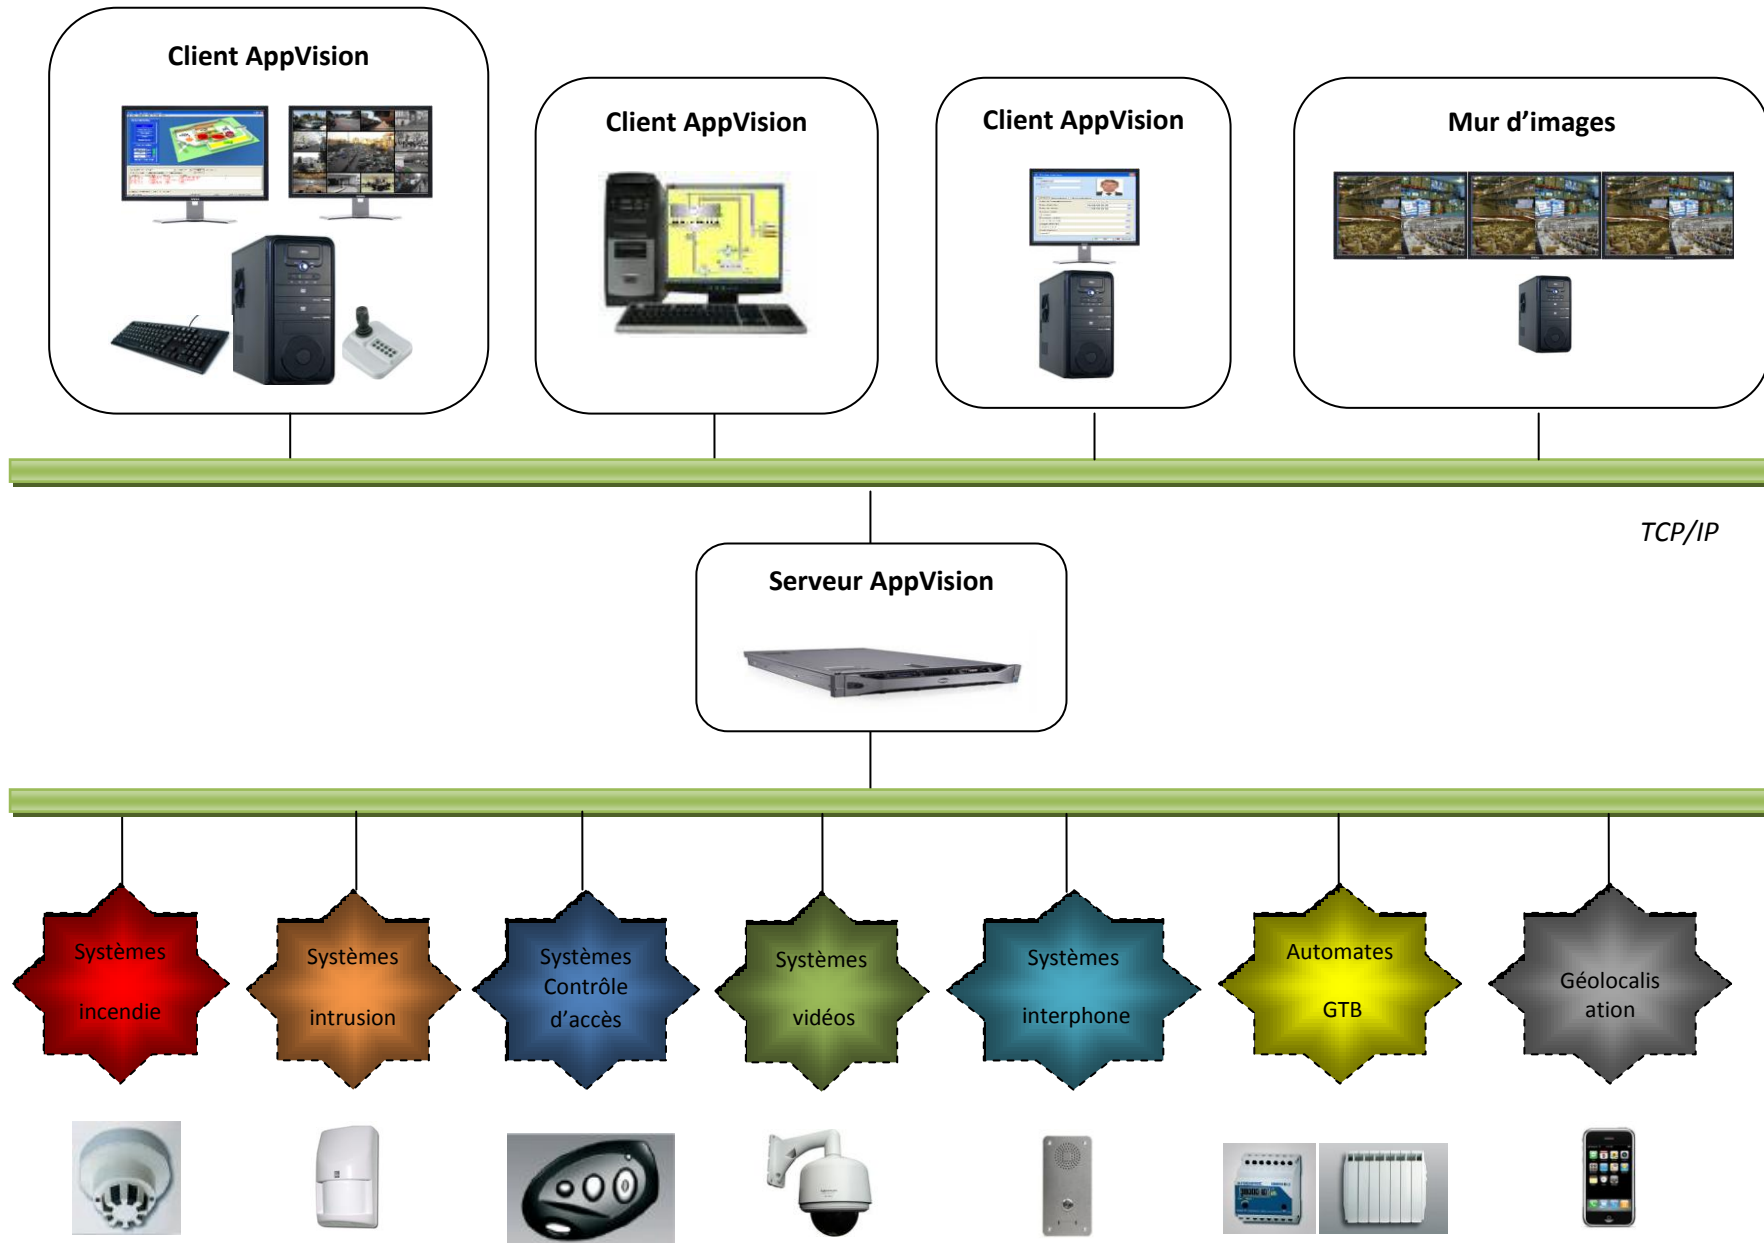 Client AppVision
Client AppVision
Client AppVision
Mur d’images
TCP/IP
Serveur AppVision
Systèmes
incendie
Systèmes
intrusion
Systèmes
Contrôle
d’accès
Systèmes
vidéos
Systèmes
interphone
Automates
GTB
Géolocalis
ation